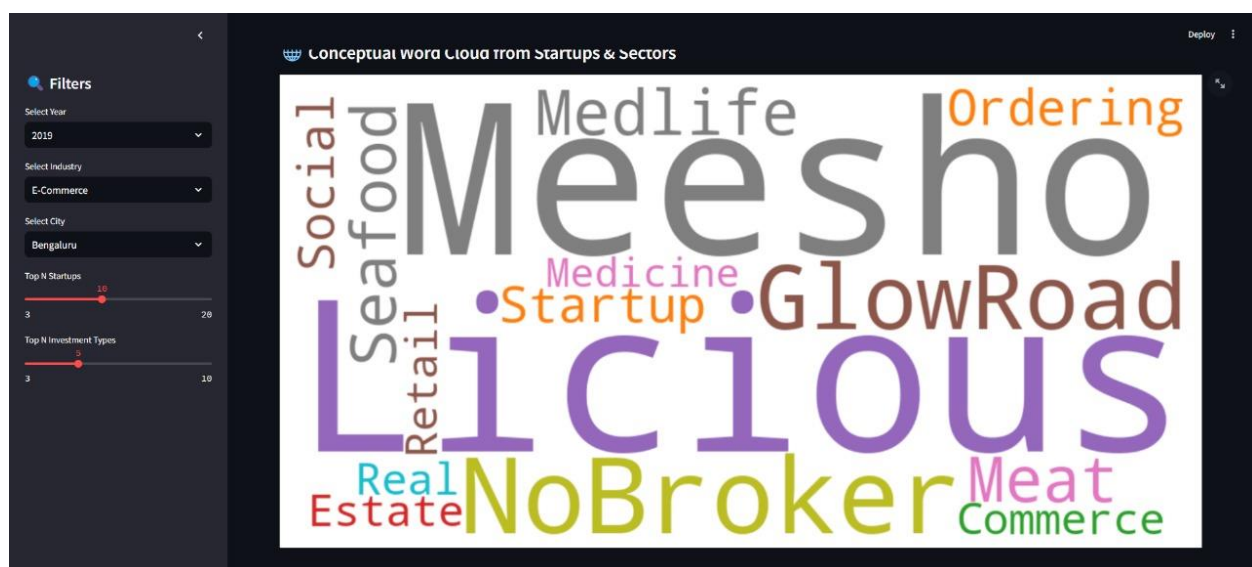 Deploy
Conceptual Word Cloud from Startups & Sectors
Filters
Select Year
2019
Select Industry
E-Commerce
Select City
Bengaluru
Top N Startups
10
3 20
Top N Investment Types
5
3 10
Social
Seafood
Meesho
Medlife
Ordering
Medicine
Startup
GlowRoad
Retail
Licious
Real
Estate
NoBroker
Meat
Commerce